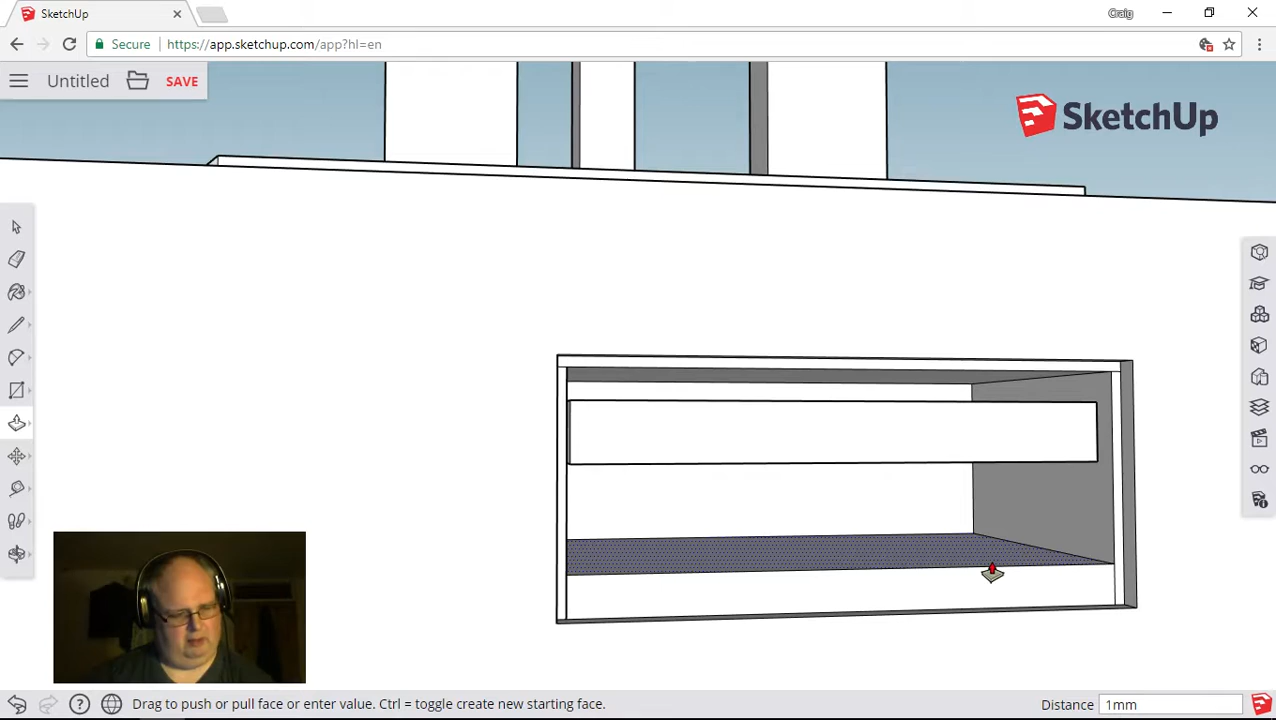 SketchUp
Craig
Secure
https://app.sketchup.com/app?hl=en
Untitled
SAVE
SketchUp
Drag to push or pull face or enter value. Ctrl = toggle create new starting face.
Distance
1mm